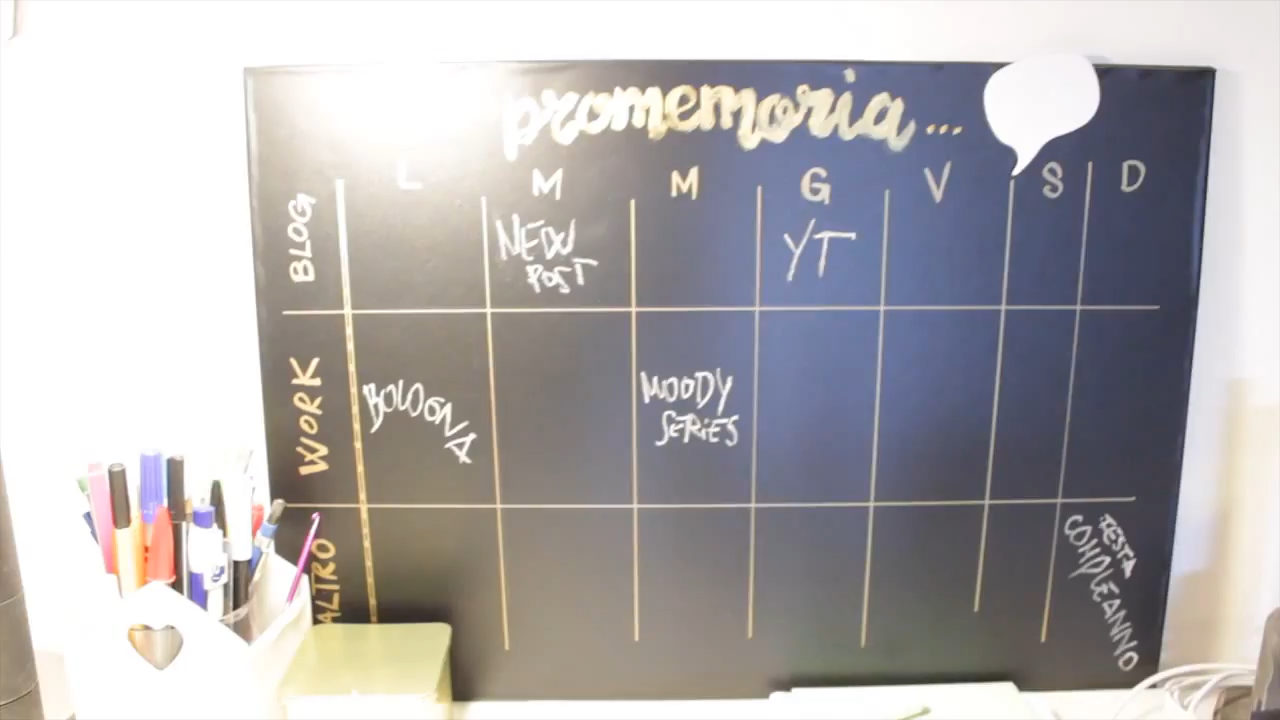 promemoria...
L M M G V S D
BLOG
NEW
POST
YT
WORK
BOLOGNA
MOODY
SERIES
ALTRO
FESTA
COMPLEANNO